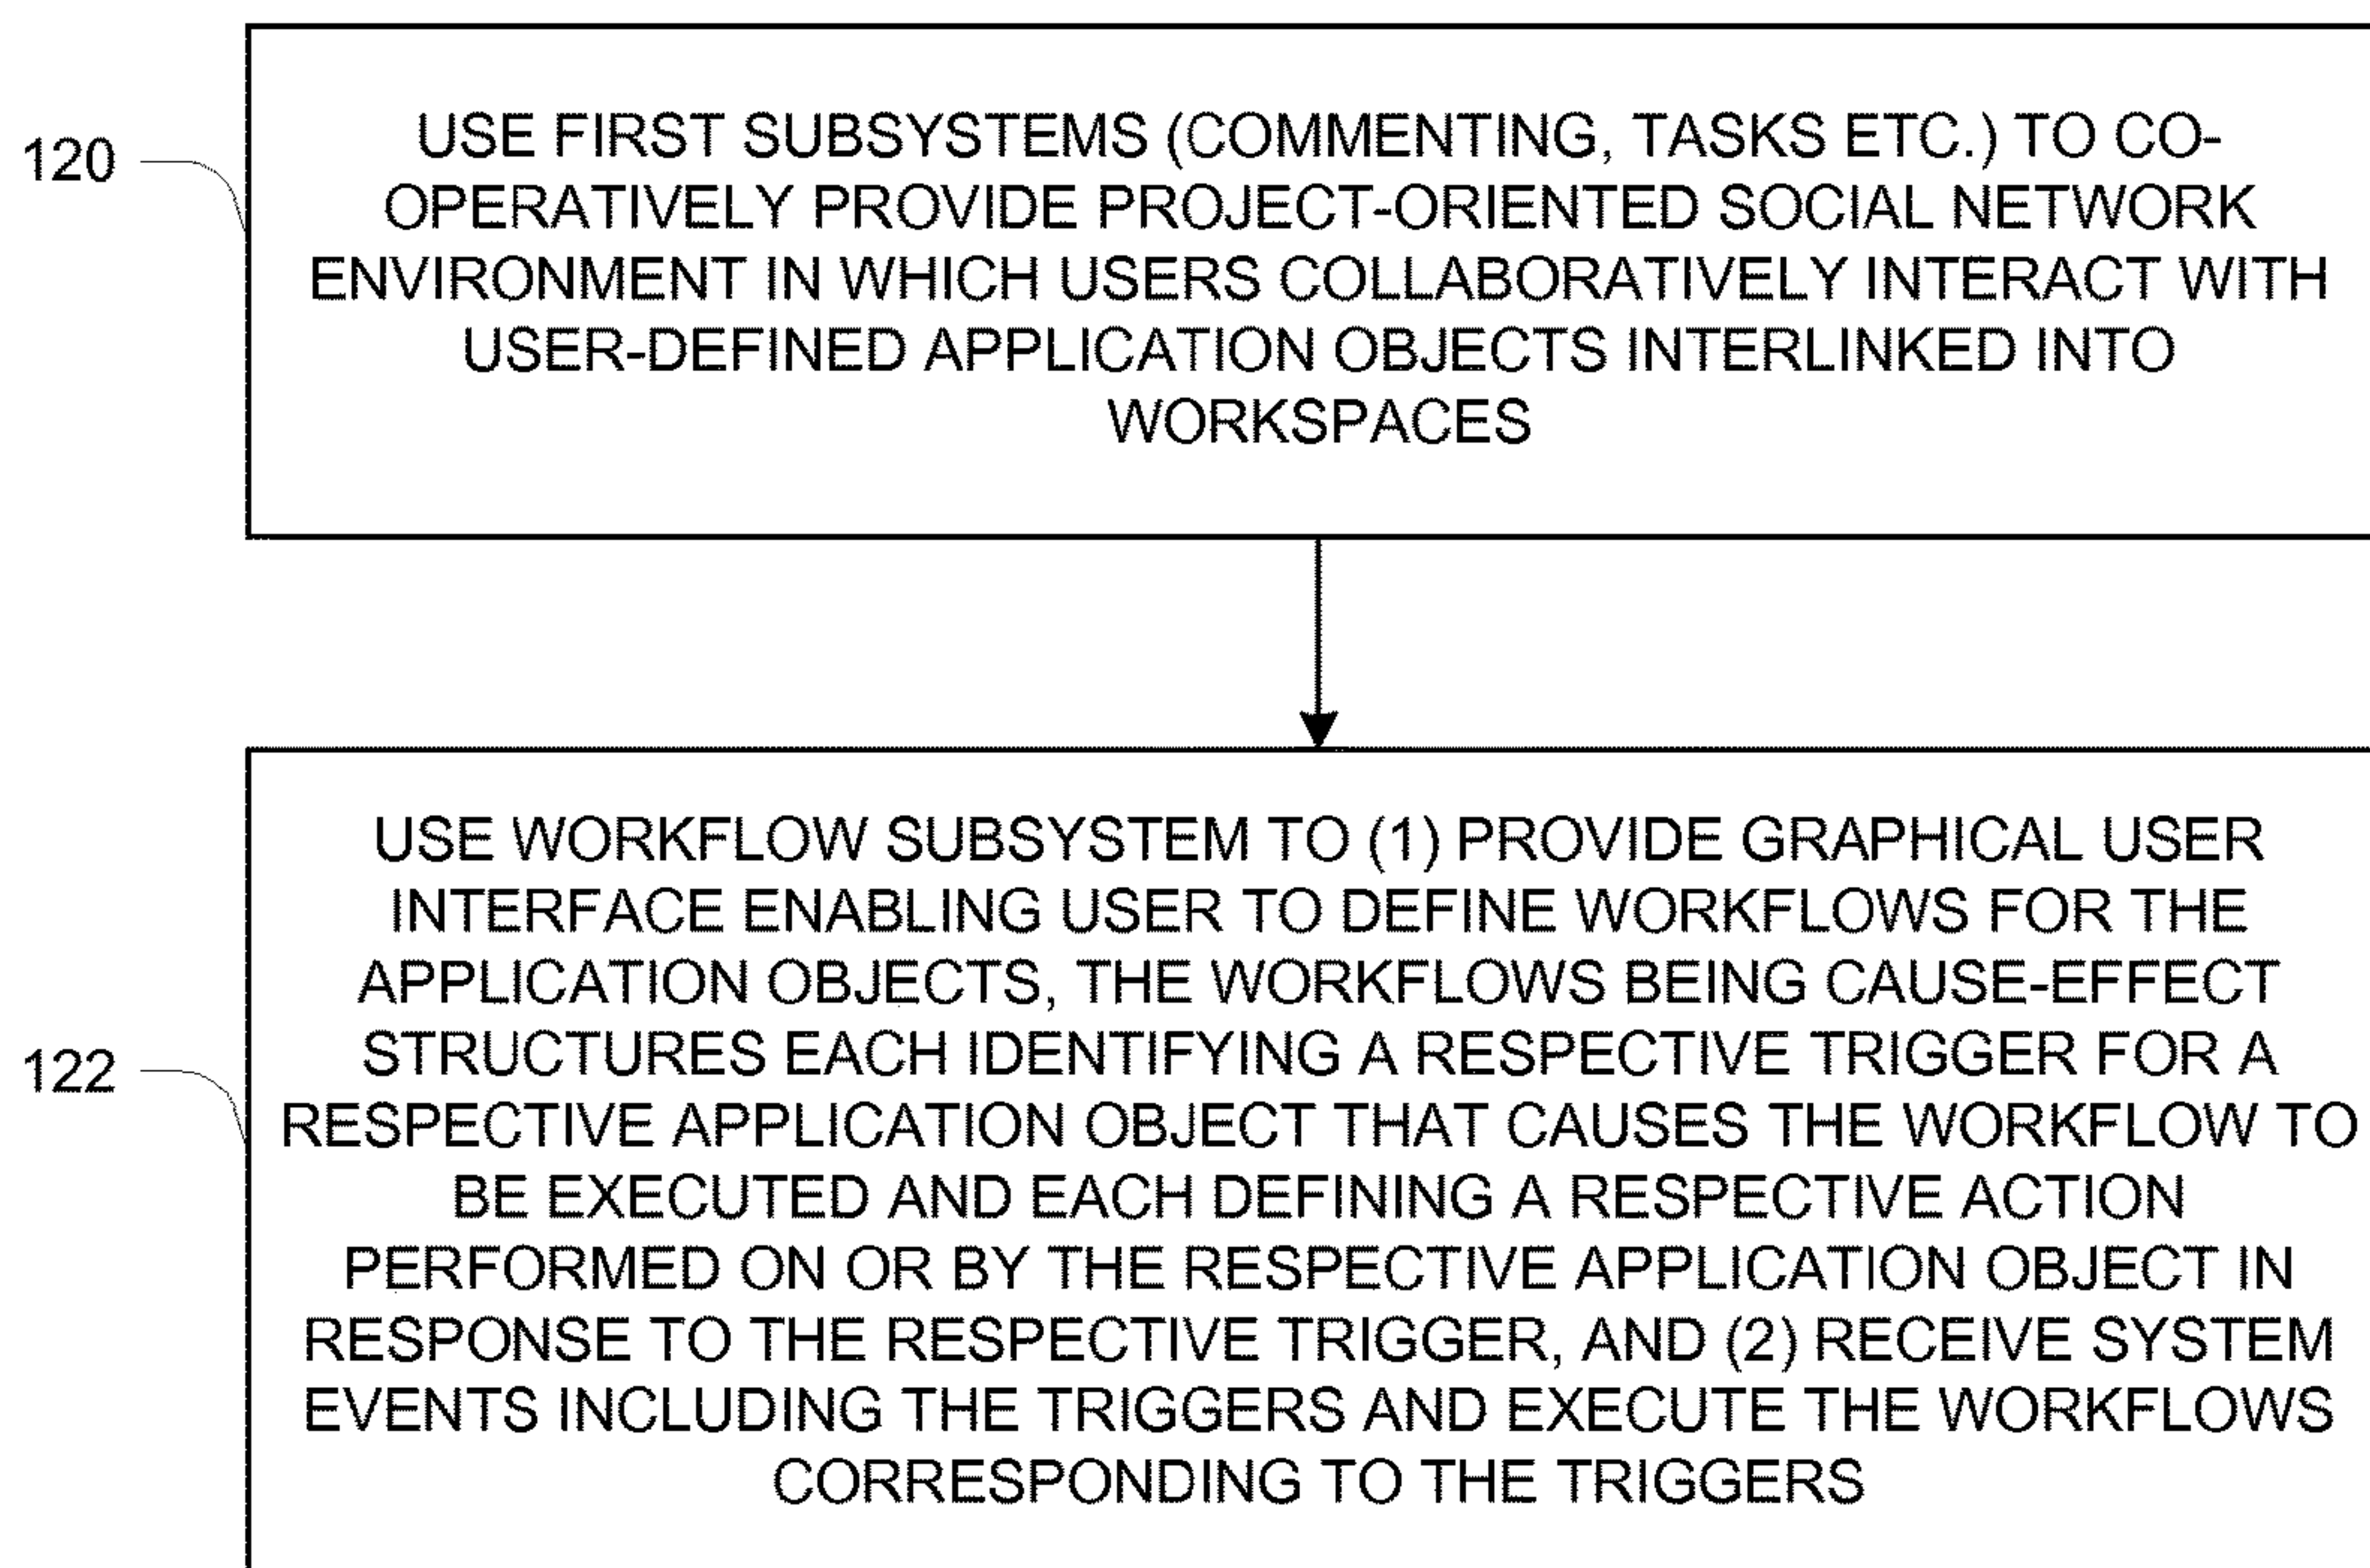 120
USE FIRST SUBSYSTEMS (COMMENTING, TASKS ETC.) TO CO-
OPERATIVELY PROVIDE PROJECT-ORIENTED SOCIAL NETWORK
ENVIRONMENT IN WHICH USERS COLLABORATIVELY INTERACT WITH
USER-DEFINED APPLICATION OBJECTS INTERLINKED INTO
WORKSPACES
122
USE WORKFLOW SUBSYSTEM TO (1) PROVIDE GRAPHICAL USER
INTERFACE ENABLING USER TO DEFINE WORKFLOWS FOR THE
APPLICATION OBJECTS, THE WORKFLOWS BEING CAUSE-EFFECT
STRUCTURES EACH IDENTIFYING A RESPECTIVE TRIGGER FOR A
RESPECTIVE APPLICATION OBJECT THAT CAUSES THE WORKFLOW TO
BE EXECUTED AND EACH DEFINING A RESPECTIVE ACTION
PERFORMED ON OR BY THE RESPECTIVE APPLICATION OBJECT IN
RESPONSE TO THE RESPECTIVE TRIGGER, AND (2) RECEIVE SYSTEM
EVENTS INCLUDING THE TRIGGERS AND EXECUTE THE WORKFLOWS
CORRESPONDING TO THE TRIGGERS